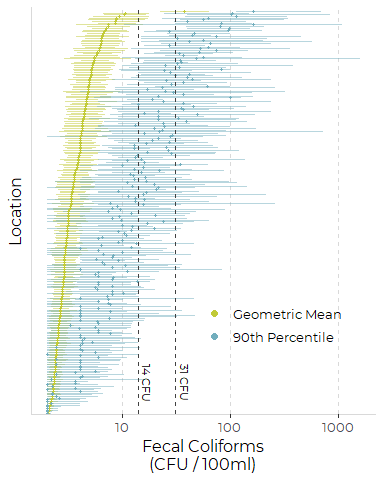 Location
14 CFU
31 CFU
Geometric Mean
90th Percentile
10
100
1000
Fecal Coliforms
(CFU / 100ml)